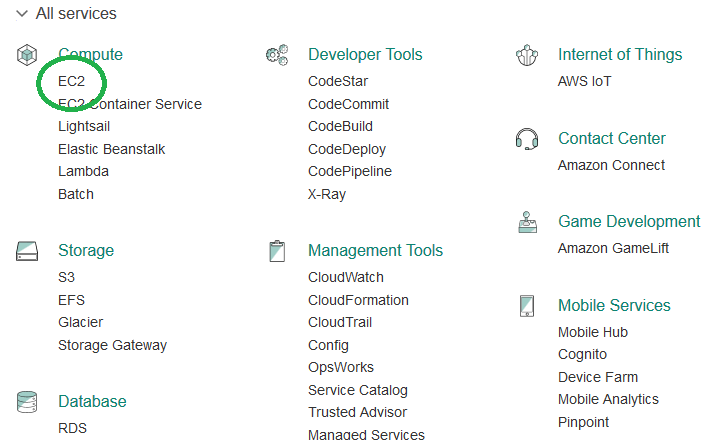 All services
Compute
EC2
EC2 Container Service
Lightsail
Elastic Beanstalk
Lambda
Batch
Storage
S3
EFS
Glacier
Storage Gateway
Database
RDS
Developer Tools
CodeStar
CodeCommit
CodeBuild
CodeDeploy
CodePipeline
X-Ray
Management Tools
CloudWatch
CloudFormation
CloudTrail
Config
OpsWorks
Service Catalog
Trusted Advisor
Managed Services
Internet of Things
AWS IoT
Contact Center
Amazon Connect
Game Development
Amazon GameLift
Mobile Services
Mobile Hub
Cognito
Device Farm
Mobile Analytics
Pinpoint